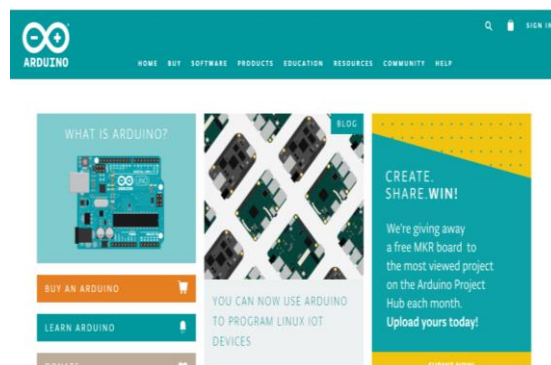 ARDUINO
SIGN IN
HOME BUY SOFTWARE PRODUCTS EDUCATION RESOURCES COMMUNITY HELP
WHAT IS ARDUINO?
UNO
BUY AN ARDUINO
LEARN ARDUINO
DONATE
BLOG
YOU CAN NOW USE ARDUINO
TO PROGRAM LINUX IOT
DEVICES
CREATE.
SHARE.WIN!
We're giving away
a free MKR board to
the most viewed project
on the Arduino Project
Hub each month.
Upload yours today!